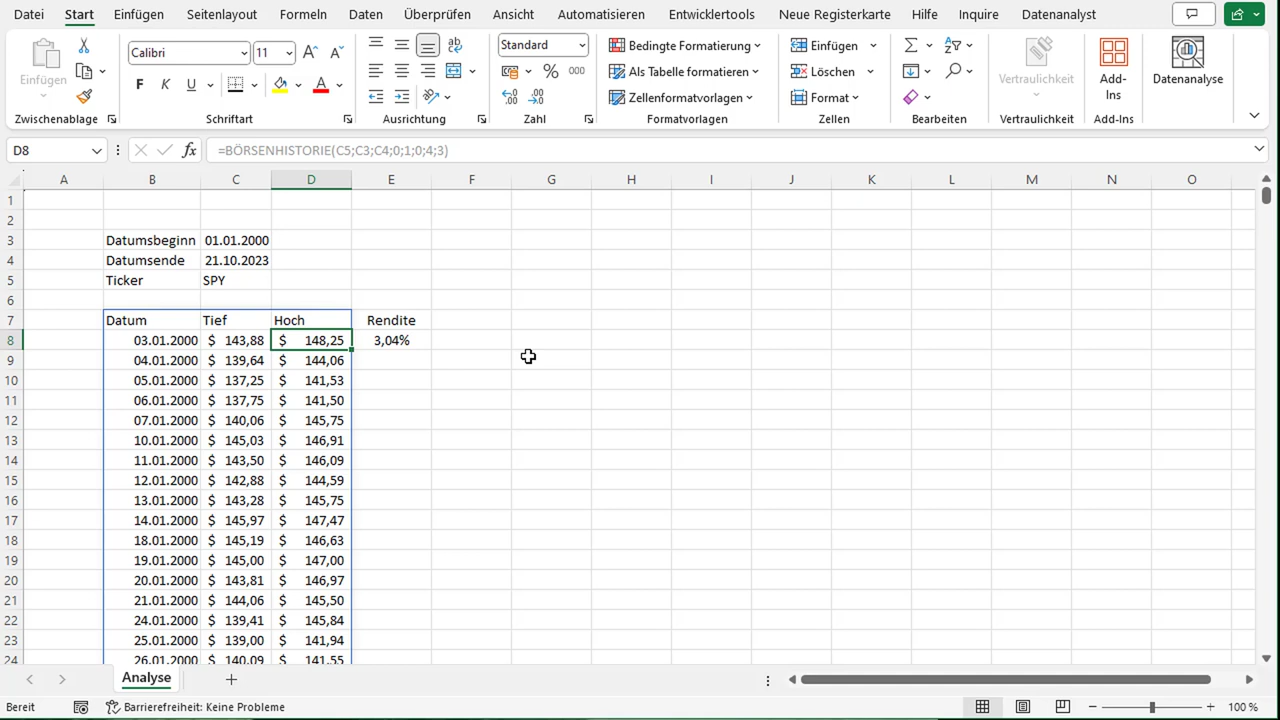 Datei Start Einfügen Seitenlayout Formeln Daten Überprüfen Ansicht Automatisieren Entwicklertools Neue Registerkarte Hilfe Inquire Datenanalyst
Einfügen
Zwischenablage
Calibri 11
F K U
Schriftart
ab
Ausrichtung
Standard
% 000
Zahl
Bedingte Formatierung
Als Tabelle formatieren
Zellenformatvorlagen
Formatvorlagen
Einfügen
Löschen
Format
Zellen
Bearbeiten
Vertraulichkeit
Vertraulichkeit
Add-
Ins
Add-Ins
Datenanalyse
D8 fx =BÖRSENHISTORIE(C5;C3;C4;0;1;0;4;3)
A B C D E F G H I J K L M N O
1
2
3 Datumsbeginn 01.01.2000
4 Datumsende 21.10.2023
5 Ticker SPY
6
7 Datum Tief Hoch Rendite
8 03.01.2000 $ 143,88 $ 148,25 3,04%
9 04.01.2000 $ 139,64 $ 144,06
10 05.01.2000 $ 137,25 $ 141,53
11 06.01.2000 $ 137,75 $ 141,50
12 07.01.2000 $ 140,06 $ 145,75
13 10.01.2000 $ 145,03 $ 146,91
14 11.01.2000 $ 143,50 $ 146,09
15 12.01.2000 $ 142,88 $ 144,59
16 13.01.2000 $ 143,28 $ 145,75
17 14.01.2000 $ 145,97 $ 147,47
18 18.01.2000 $ 145,19 $ 146,63
19 19.01.2000 $ 145,00 $ 147,00
20 20.01.2000 $ 143,81 $ 146,97
21 21.01.2000 $ 144,06 $ 145,50
22 24.01.2000 $ 139,41 $ 145,84
23 25.01.2000 $ 139,00 $ 141,94
24 26.01.2000 $ 140,09 $ 141,55
Analyse
Bereit Barrierefreiheit: Keine Probleme 100 %